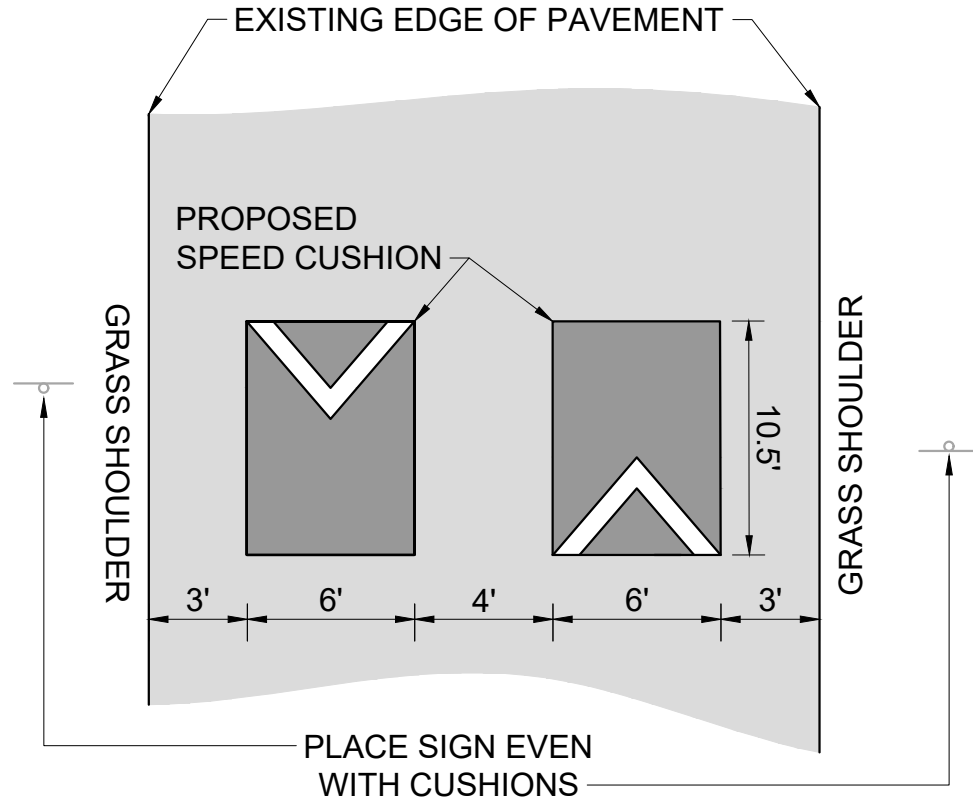 EXISTING EDGE OF PAVEMENT
PROPOSED
SPEED CUSHION
GRASS SHOULDER
GRASS SHOULDER
10.5'
3'
6'
4'
6'
3'
PLACE SIGN EVEN
WITH CUSHIONS